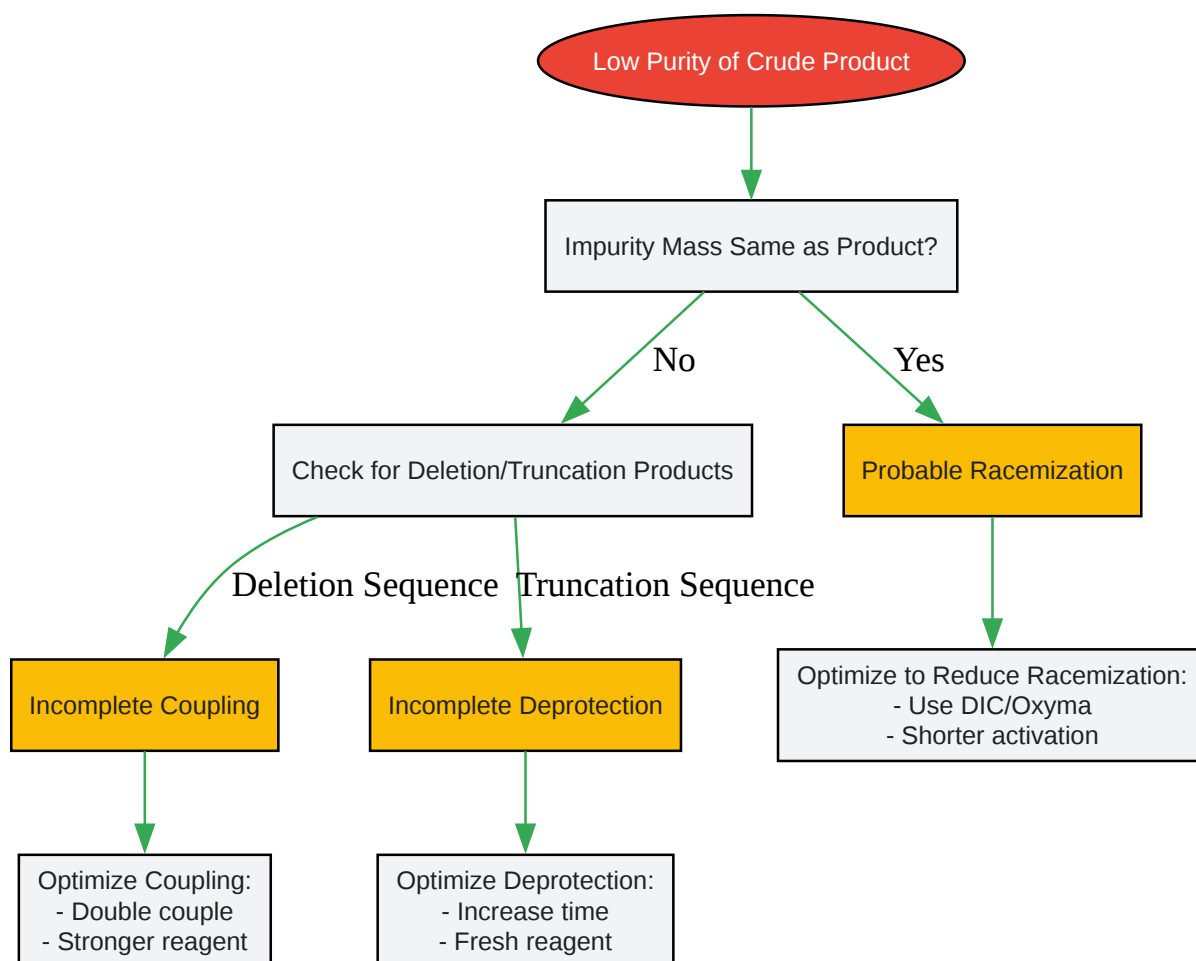 Low Purity of Crude Product
Impurity Mass Same as Product?
No
Yes
Check for Deletion/Truncation Products
Probable Racemization
Deletion Sequence
Truncation Sequence
Incomplete Coupling
Incomplete Deprotection
Optimize to Reduce Racemization:
- Use DIC/Oxyma
- Shorter activation
Optimize Coupling:
- Double couple
- Stronger reagent
Optimize Deprotection:
- Increase time
- Fresh reagent